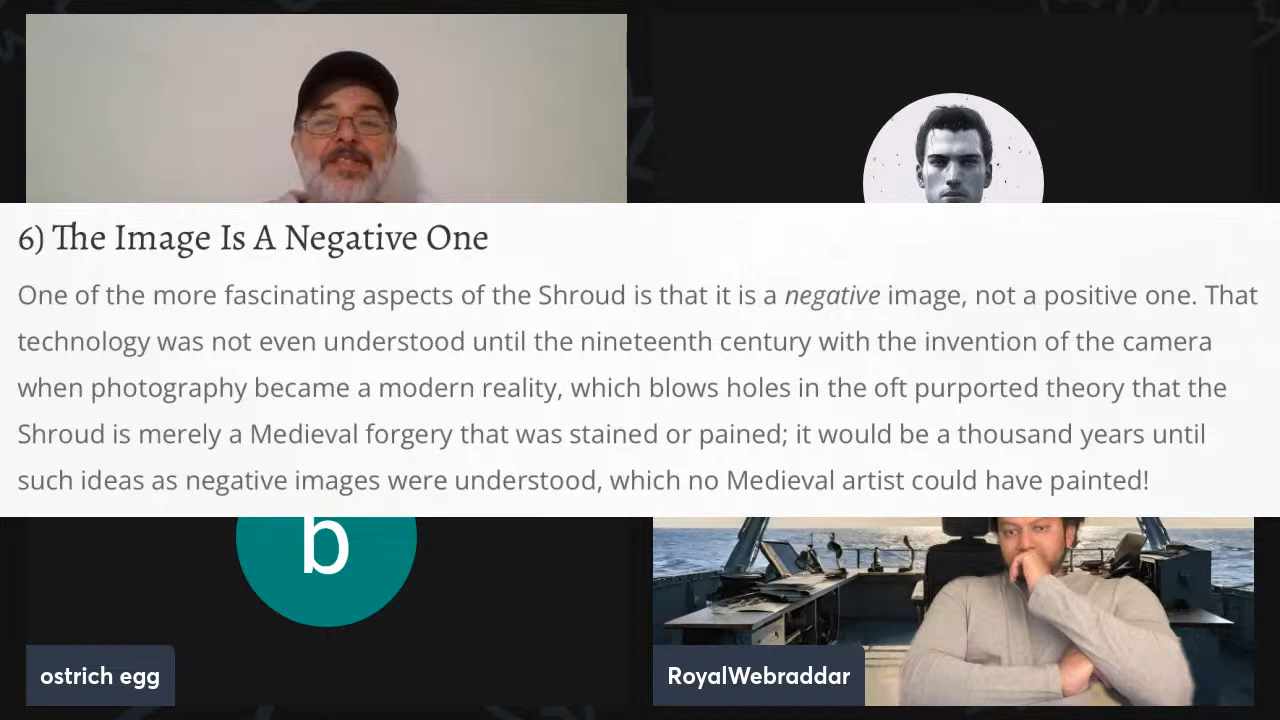 6) The Image Is A Negative One
One of the more fascinating aspects of the Shroud is that it is a negative image, not a positive one. That
technology was not even understood until the nineteenth century with the invention of the camera
when photography became a modern reality, which blows holes in the oft purported theory that the
Shroud is merely a Medieval forgery that was stained or pained; it would be a thousand years until
such ideas as negative images were understood, which no Medieval artist could have painted!
b
ostrich egg
RoyalWebraddar